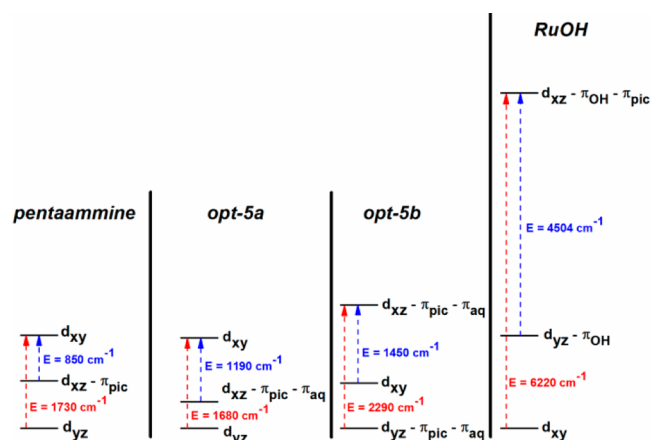 RuOH
d_xz - π_OH - π_pic
pentaammine
opt-5a
opt-5b
E = 4504 cm⁻¹
d_xz - π_pic - π_aq
d_xy
d_xy
d_yz - π_OH
E = 850 cm⁻¹
E = 1190 cm⁻¹
E = 1450 cm⁻¹
d_xz - π_pic
d_xy
d_xz - π_pic - π_aq
E = 6220 cm⁻¹
E = 1730 cm⁻¹
E = 1680 cm⁻¹
E = 2290 cm⁻¹
d_yz
d_yz
d_yz - π_pic - π_aq
d_xy